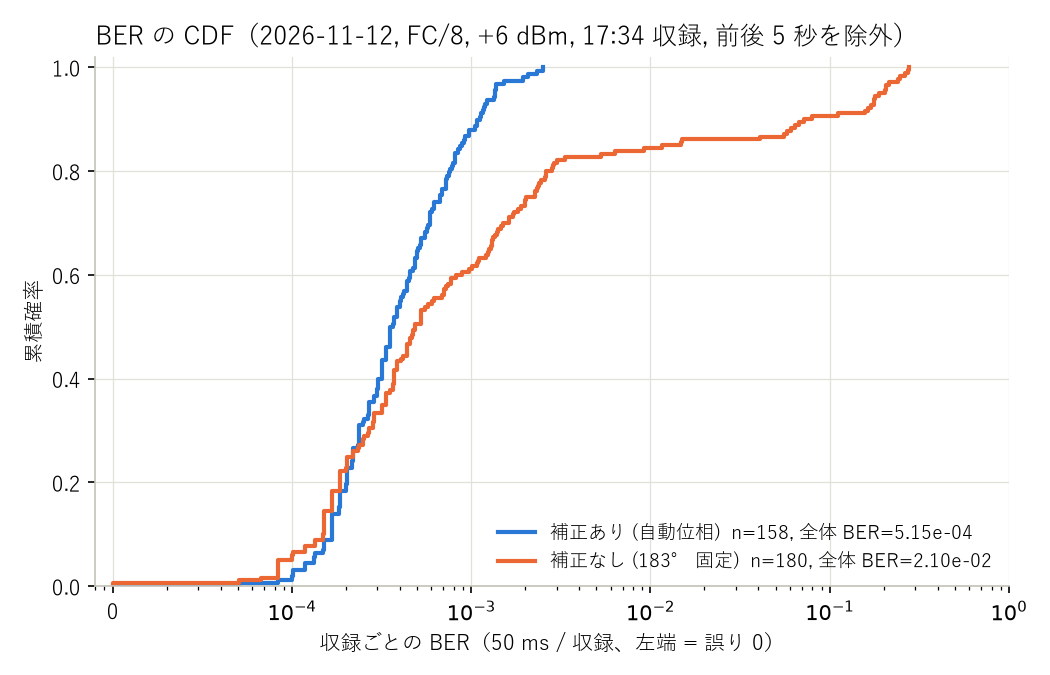 BER の CDF（2026-11-12, FC/8, +6 dBm, 17:34 収録, 前後 5 秒を除外）
1.0
0.8
0.6
0.4
0.2
0.0
累積確率
補正あり (自動位相) n=158, 全体 BER=5.15e-04
補正なし (183° 固定) n=180, 全体 BER=2.10e-02
0 10⁻⁴ 10⁻³ 10⁻² 10⁻¹ 10⁰
収録ごとの BER（50 ms / 収録、左端 = 誤り 0）